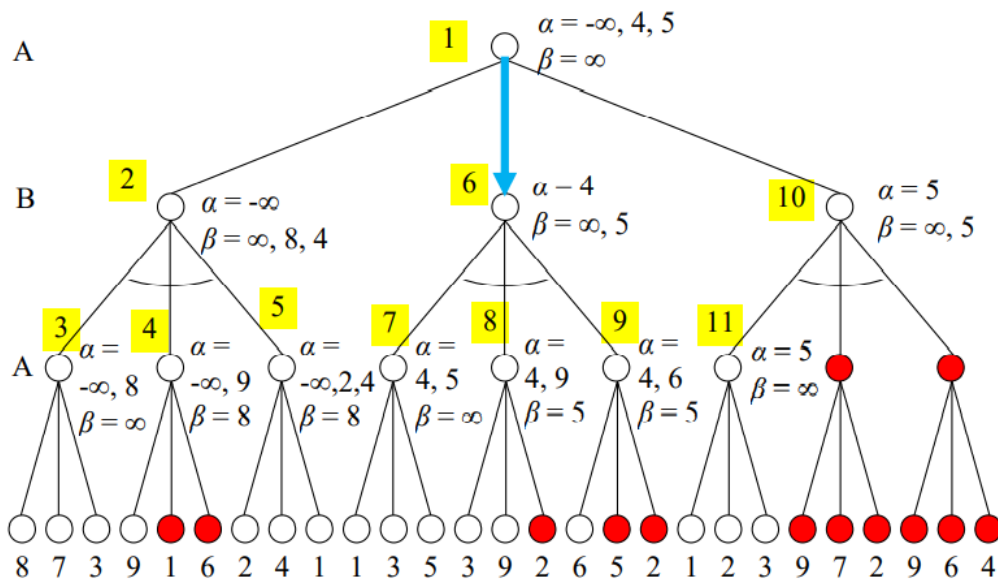 A
1
α = -∞, 4, 5
β = ∞
B
2
α = -∞
β = ∞, 8, 4
6
α – 4
β = ∞, 5
10
α = 5
β = ∞, 5
A
3
α =
-∞, 8
β = ∞
4
α =
-∞, 9
β = 8
5
α =
-∞,2,4
β = 8
7
α =
4, 5
β = ∞
8
α =
4, 9
β = 5
9
α =
4, 6
β = 5
11
α = 5
β = ∞
8 7 3 9 1 6 2 4 1 1 3 5 3 9 2 6 5 2 1 2 3 9 7 2 9 6 4